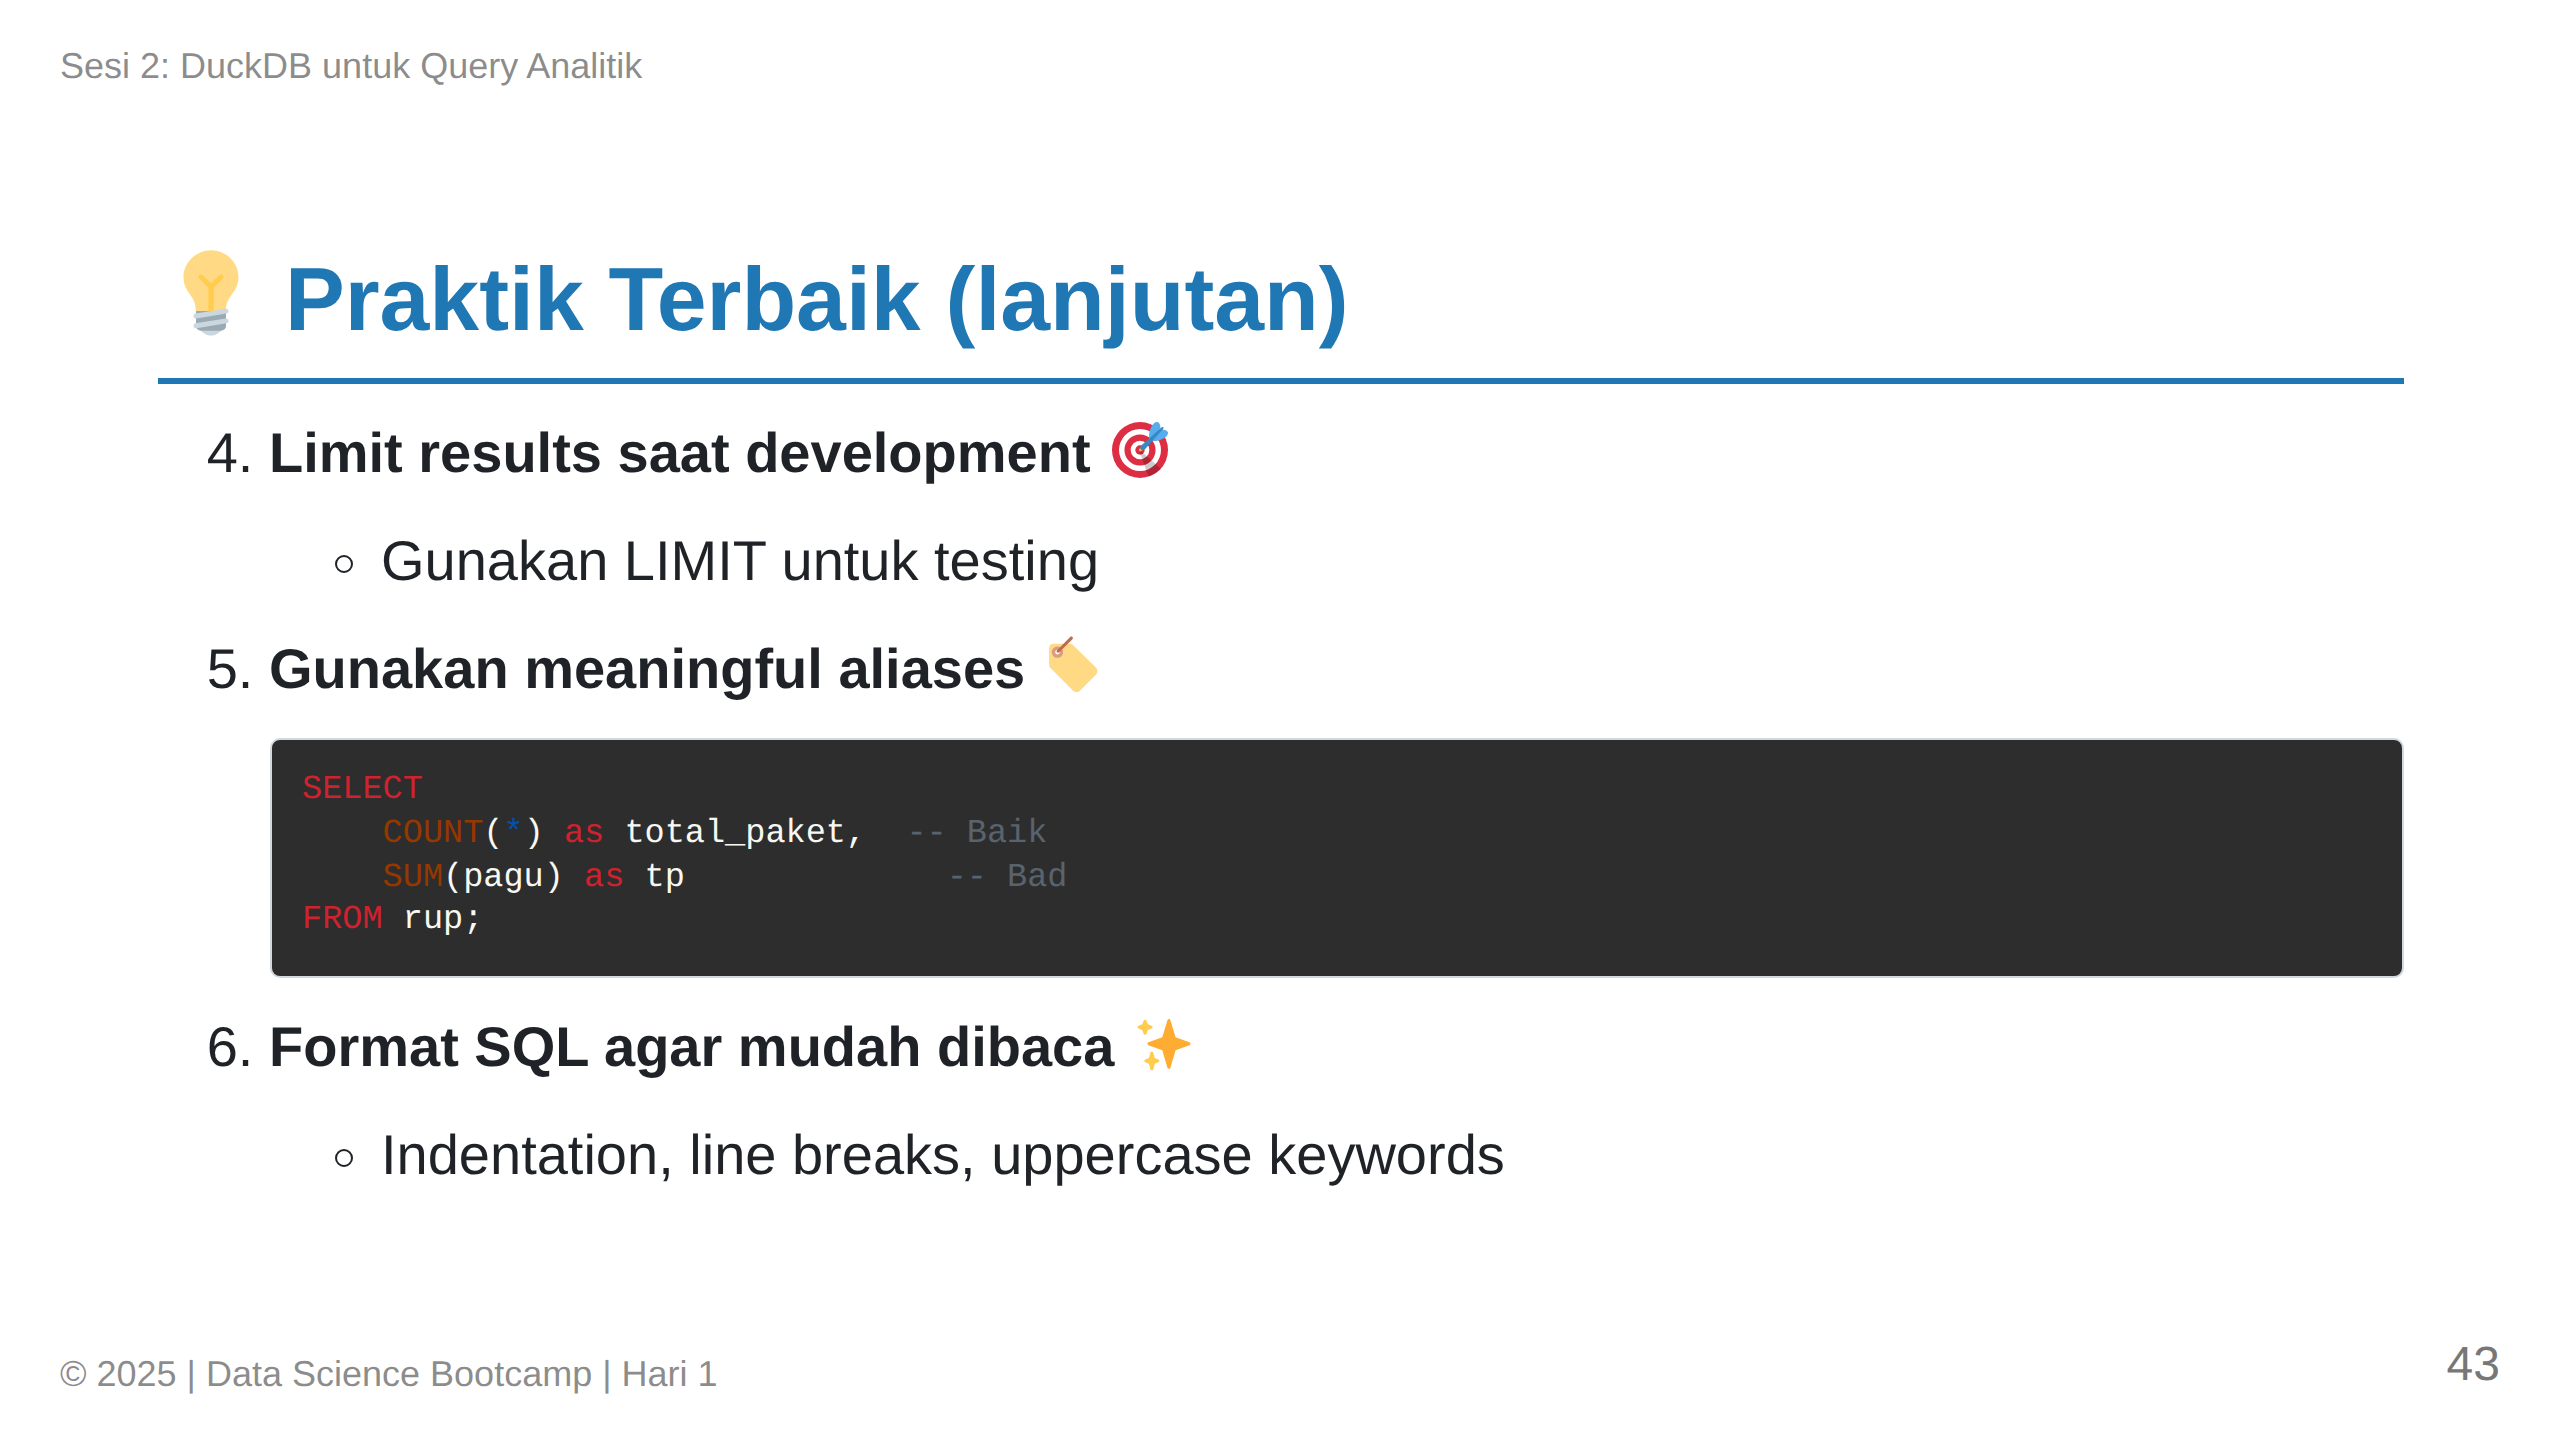 Sesi 2: DuckDB untuk Query Analitik
💡 Praktik Terbaik (lanjutan)
4. Limit results saat development 🎯
◦ Gunakan LIMIT untuk testing
5. Gunakan meaningful aliases 🏷️
SELECT
    COUNT(*) as total_paket,  -- Baik
    SUM(pagu) as tp             -- Bad
FROM rup;
6. Format SQL agar mudah dibaca ✨
◦ Indentation, line breaks, uppercase keywords
© 2025 | Data Science Bootcamp | Hari 1
43